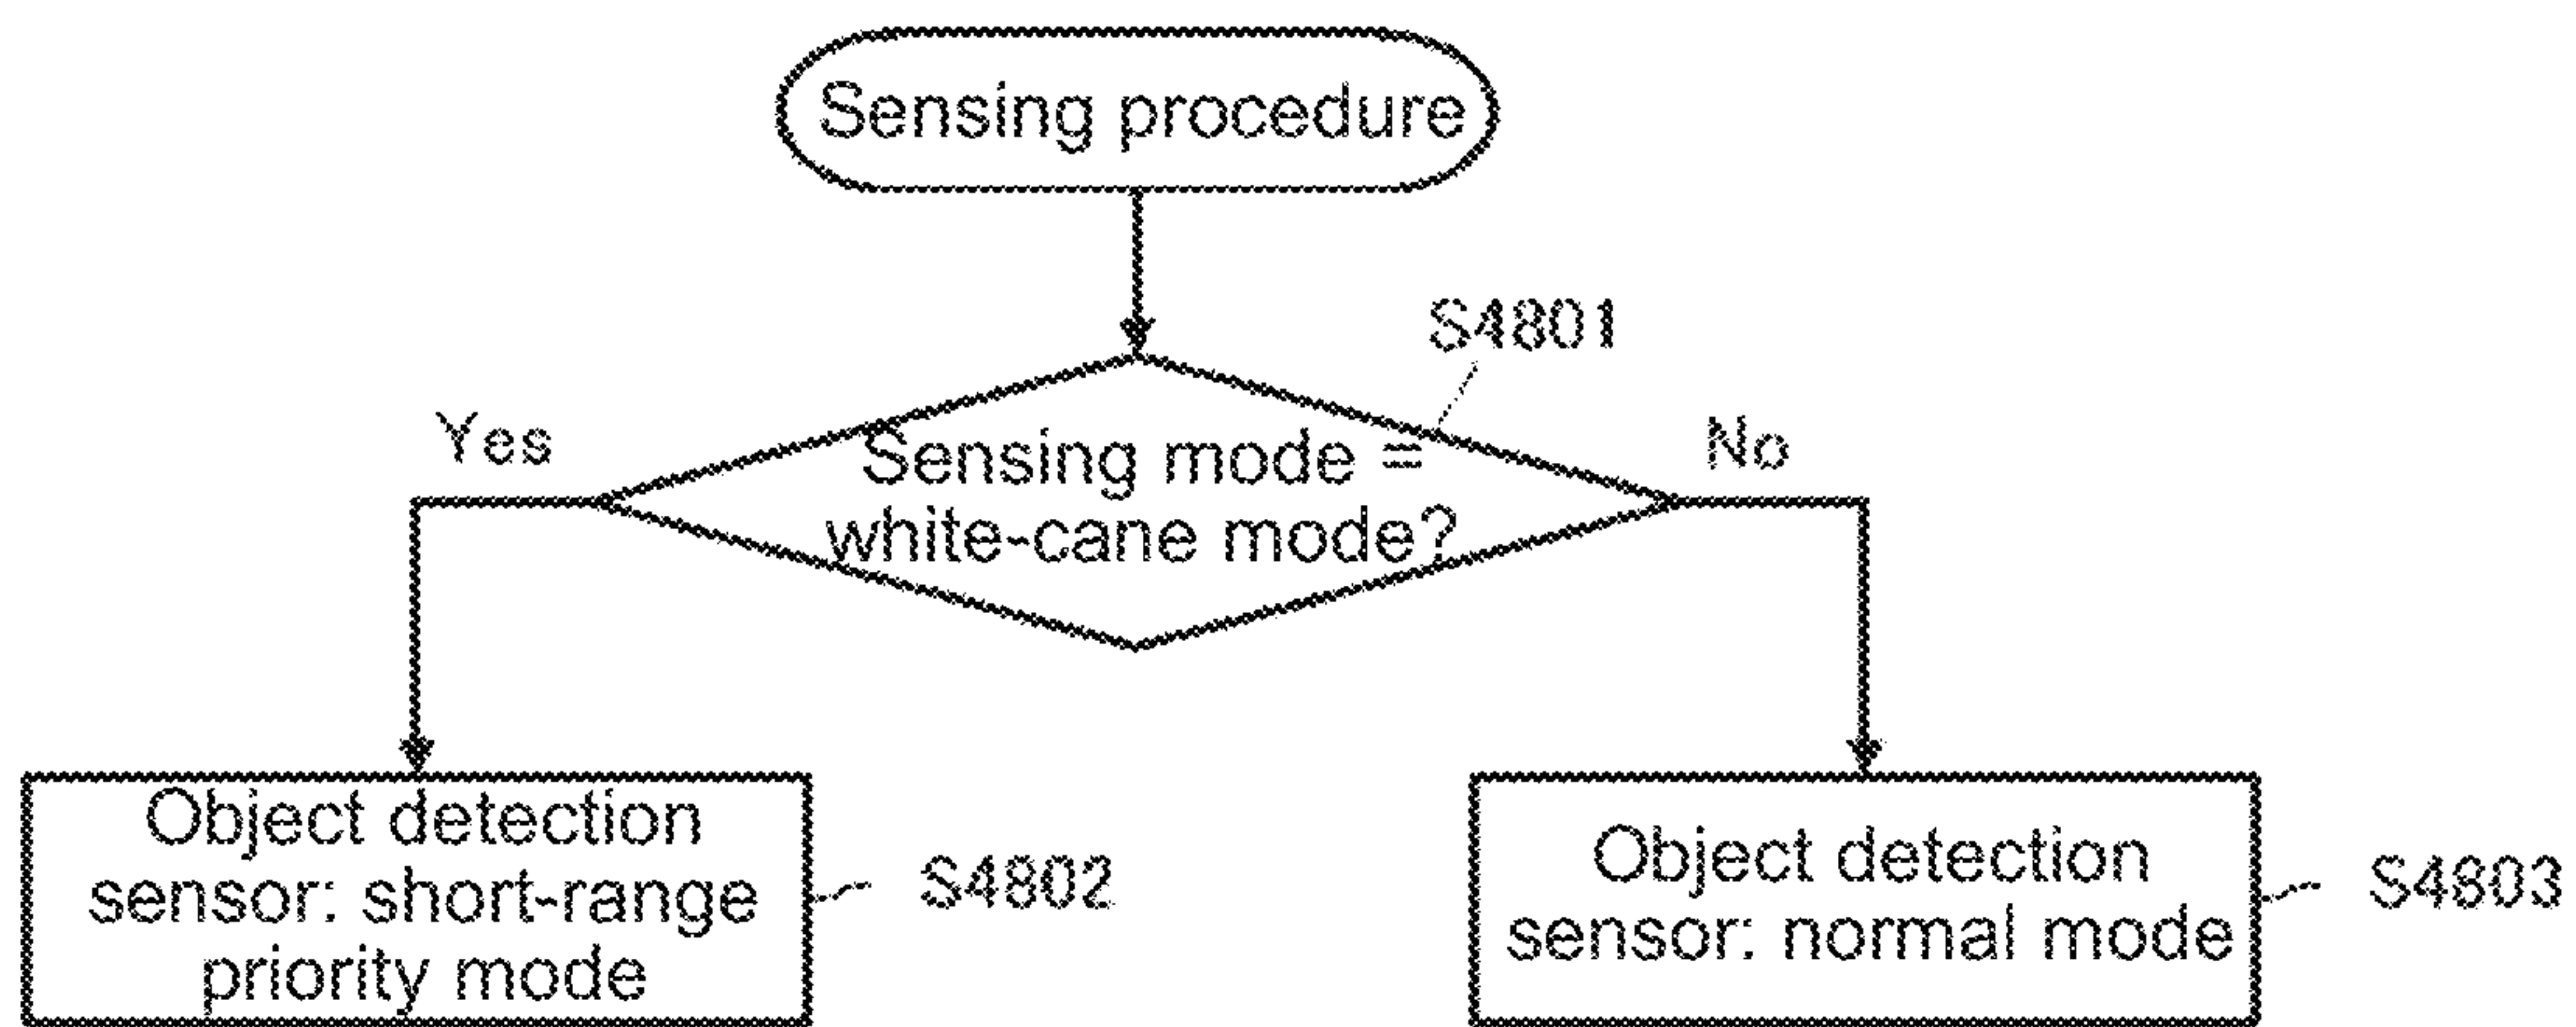 Sensing procedure
S4801
Yes
No
Sensing mode =
white-cane mode?
Object detection
sensor: short-range
priority mode
S4802
Object detection
sensor: normal mode
S4803